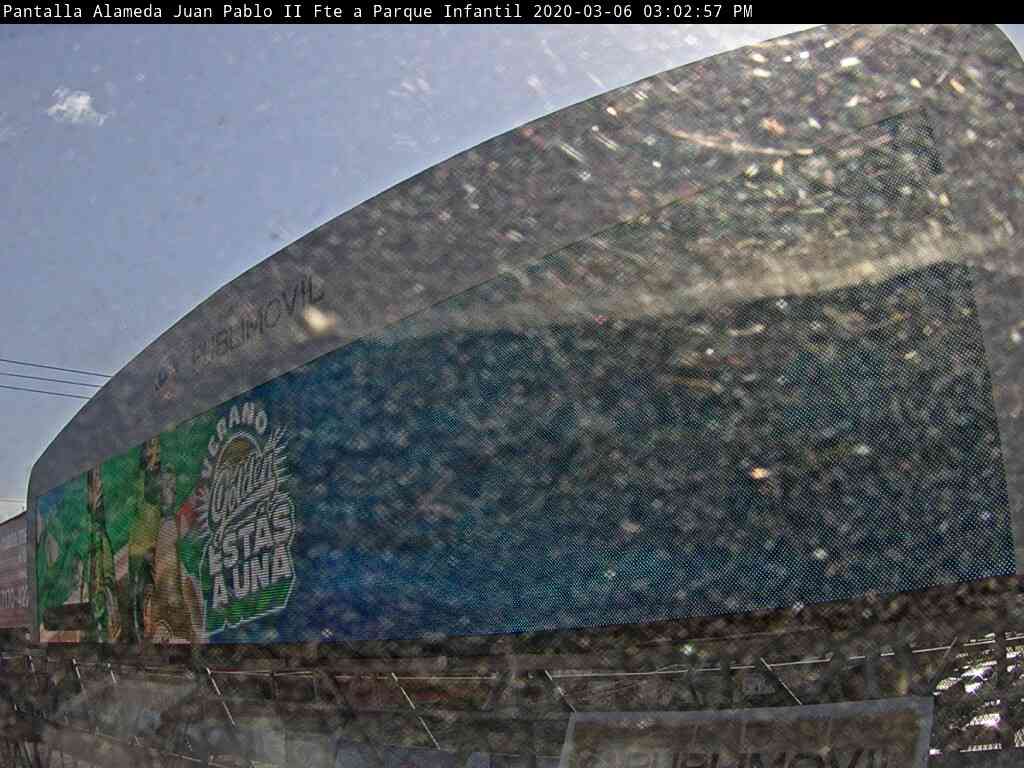 Pantalla Alameda Juan Pablo II Fte a Parque Infantil 2020-03-06 03:02:57 PM
PUBLIMOVIL
VERANO
ESTÁS
A UNA
PUBLIMOVIL